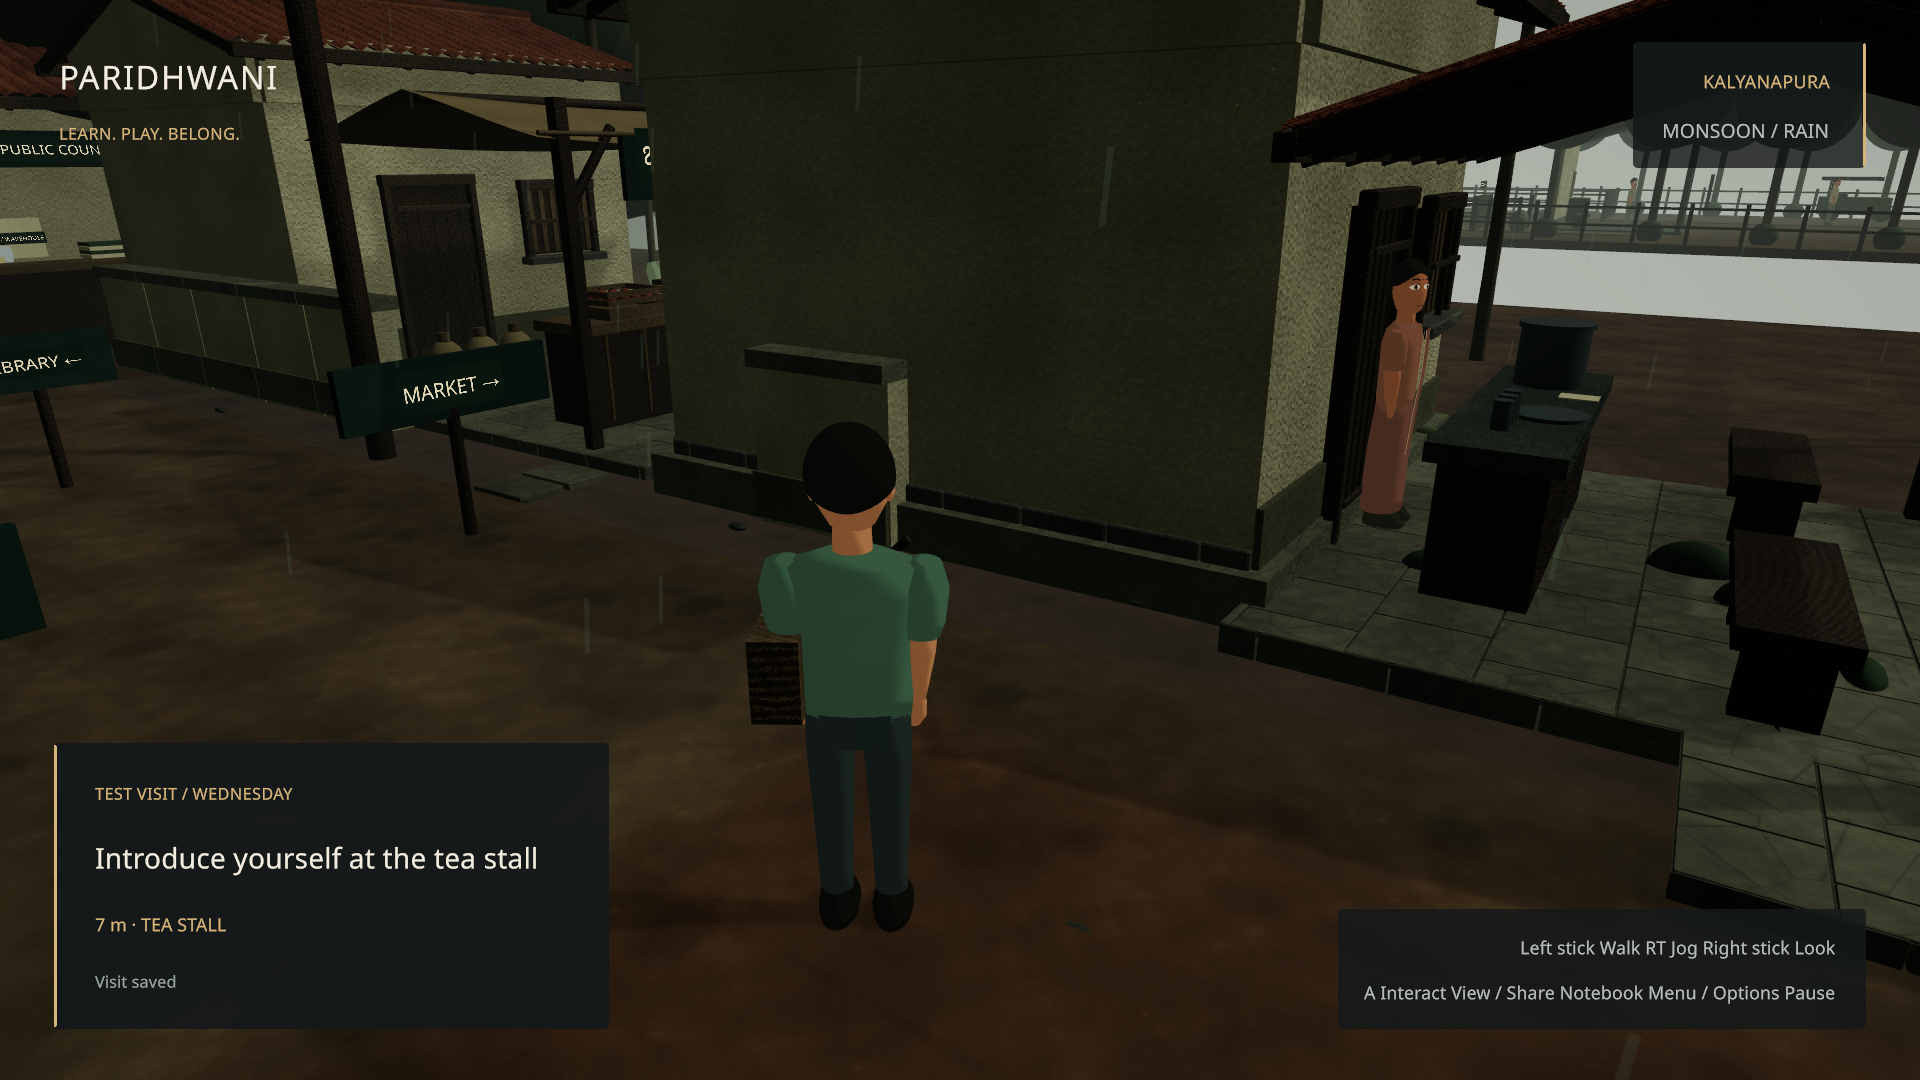 PARIDHWANI
LEARN. PLAY. BELONG.
PUBLIC COUN
KALYANAPURA
MONSOON / RAIN
/ WAREHOUSE
BRARY ←
MARKET →
TEST VISIT / WEDNESDAY
Introduce yourself at the tea stall
7 m · TEA STALL
Visit saved
Left stick Walk RT Jog Right stick Look
A Interact View / Share Notebook Menu / Options Pause